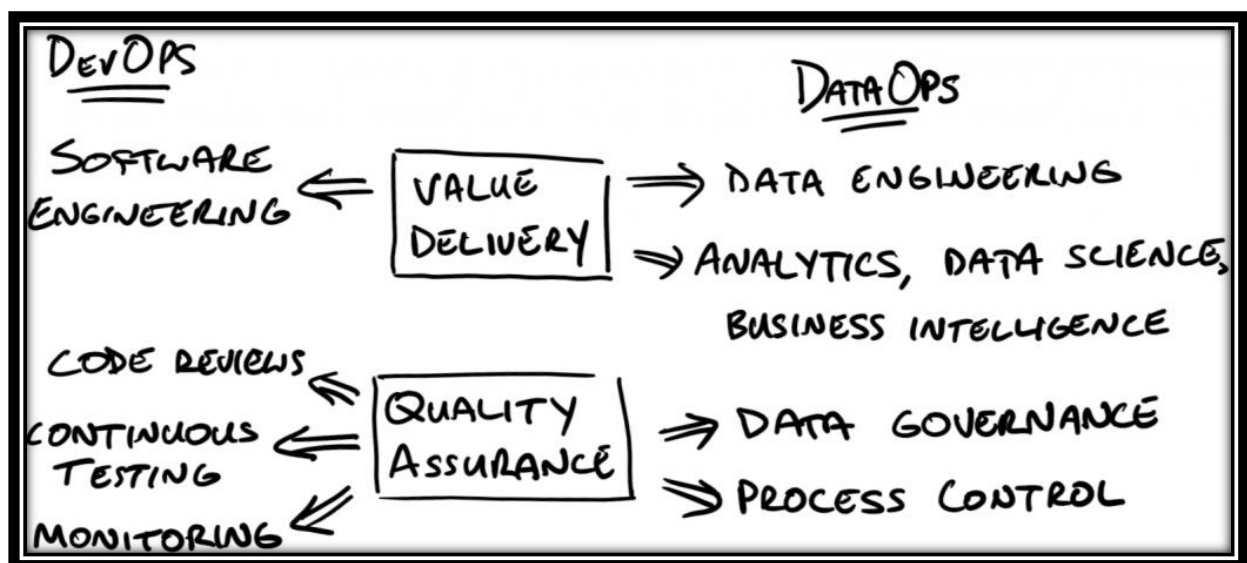 DEVOPS
DATAOPS
SOFTWARE
ENGINEERING
VALUE
DELIVERY
DATA ENGINEERING
ANALYTICS, DATA SCIENCE,
BUSINESS INTELLIGENCE
CODE REVIEWS
CONTINUOUS
TESTING
MONITORING
QUALITY
ASSURANCE
DATA GOVERNANCE
PROCESS CONTROL